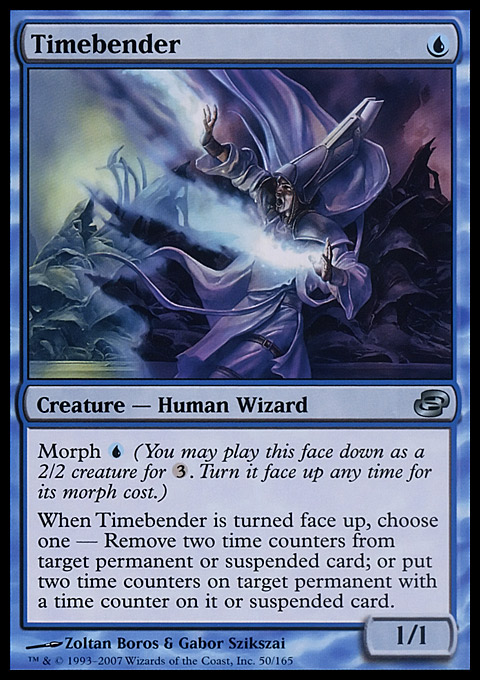 Timebender
Creature — Human Wizard
Morph (You may play this face down as a
2/2 creature for 3. Turn it face up any time for
its morph cost.)
When Timebender is turned face up, choose
one — Remove two time counters from
target permanent or suspended card; or put
two time counters on target permanent with
a time counter on it or suspended card.
Zoltan Boros & Gabor Szikszai
1/1
™ & © 1993–2007 Wizards of the Coast, Inc. 50/165